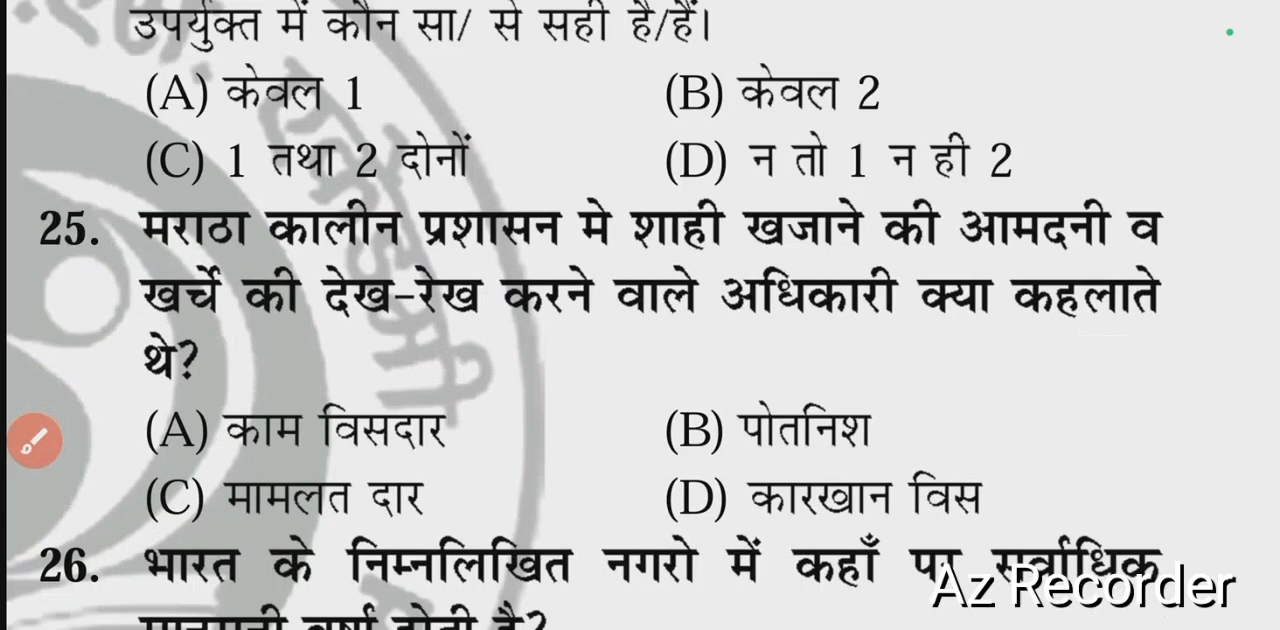 उपर्युक्त में कौन सा/ से सही है/हैं।
(A) केवल 1 (B) केवल 2
(C) 1 तथा 2 दोनों (D) न तो 1 न ही 2
25. मराठा कालीन प्रशासन मे शाही खजाने की आमदनी व
खर्चे की देख-रेख करने वाले अधिकारी क्या कहलाते
थे?
(A) काम विसदार (B) पोतनिश
(C) मामलत दार (D) कारखान विस
26. भारत के निम्नलिखित नगरो में कहाँ पर सर्वाधिक
Az Recorder